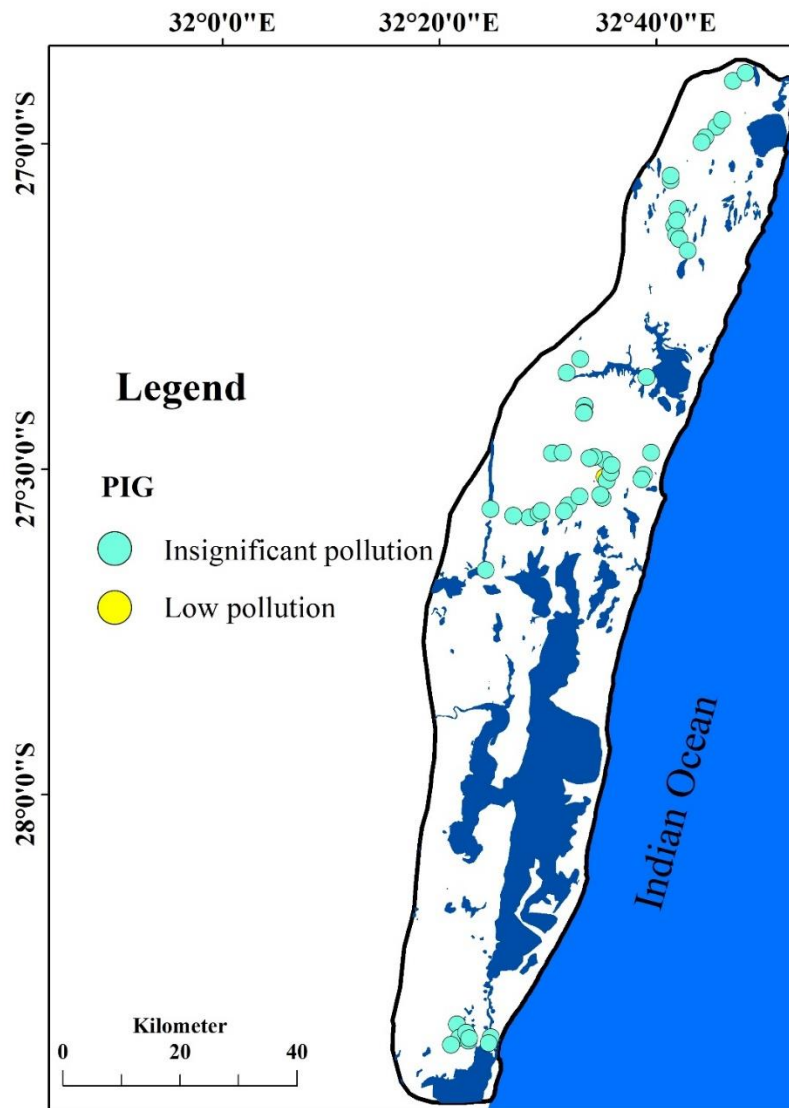 32°0'0"E 32°20'0"E 32°40'0"E
27°0'0"S
Legend
27°30'0"S
PIG
Insignificant pollution
Low pollution
28°0'0"S
Indian Ocean
Kilometer
0 20 40